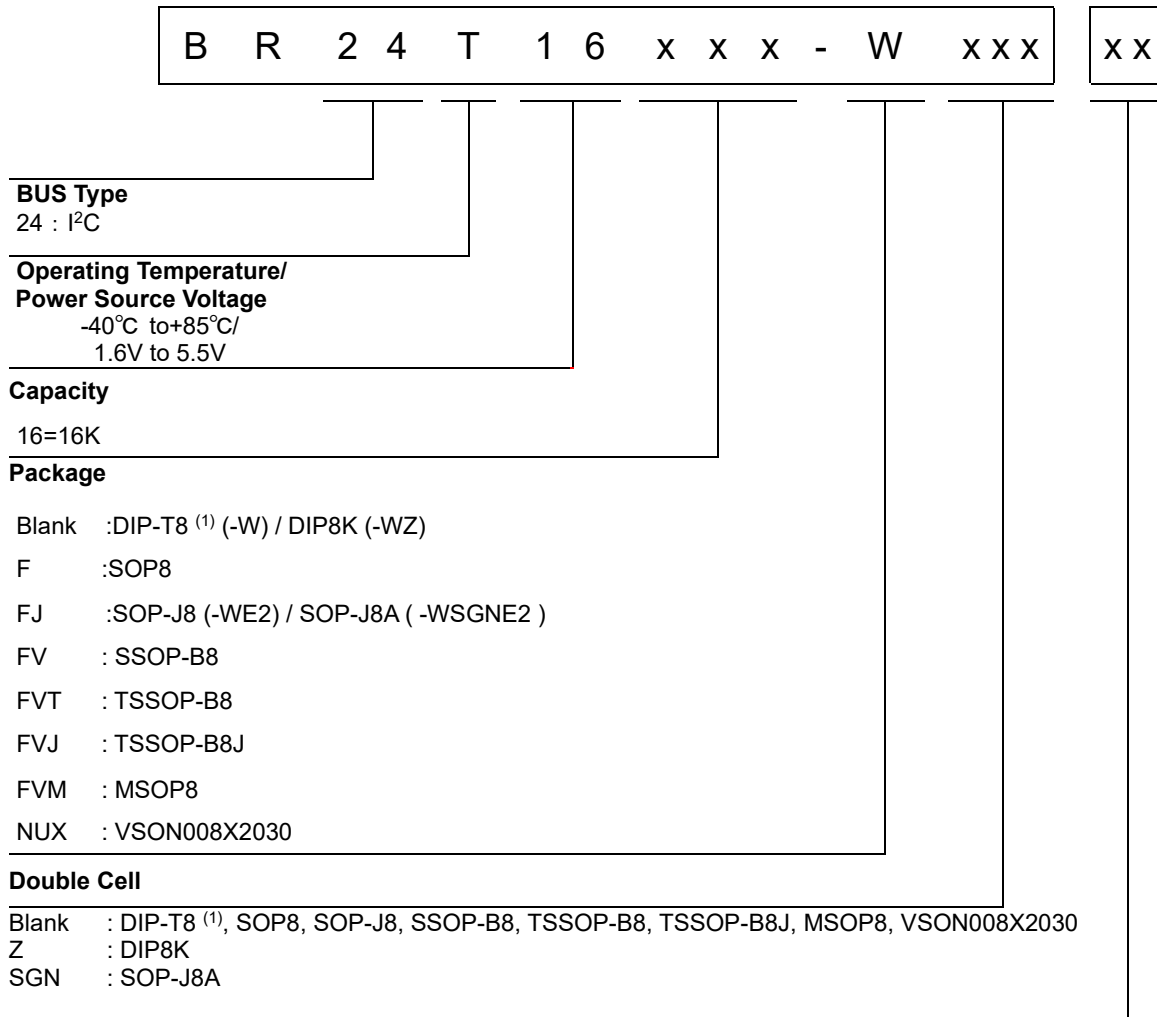 B R 2 4 T 1 6 x x x - W x x x x x
BUS Type
24 : I²C
Operating Temperature/
Power Source Voltage
-40℃ to+85℃/
1.6V to 5.5V
Capacity
16=16K
Package
Blank :DIP-T8 (1) (-W) / DIP8K (-WZ)
F :SOP8
FJ :SOP-J8 (-WE2) / SOP-J8A ( -WSGNE2 )
FV : SSOP-B8
FVT : TSSOP-B8
FVJ : TSSOP-B8J
FVM : MSOP8
NUX : VSON008X2030
Double Cell
Blank : DIP-T8 (1), SOP8, SOP-J8, SSOP-B8, TSSOP-B8, TSSOP-B8J, MSOP8, VSON008X2030
Z : DIP8K
SGN : SOP-J8A